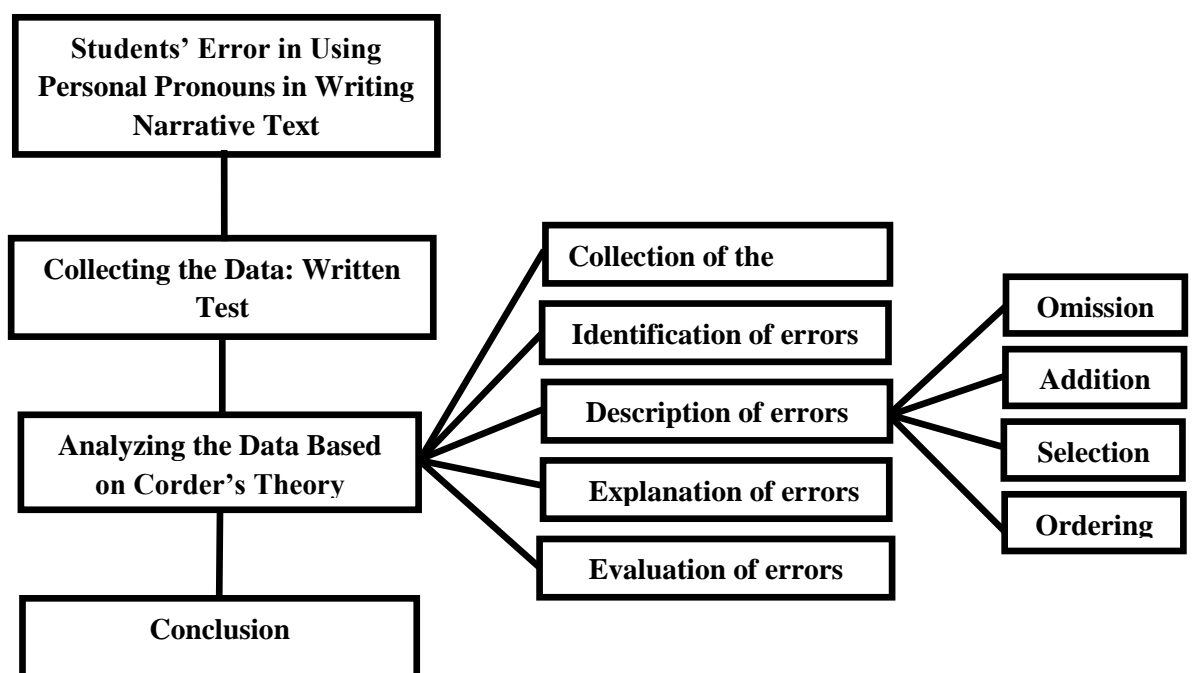 Students’ Error in Using
Personal Pronouns in Writing
Narrative Text
Collecting the Data: Written
Test
Analyzing the Data Based
on Corder’s Theory
Conclusion
Collection of the
Identification of errors
Description of errors
Explanation of errors
Evaluation of errors
Omission
Addition
Selection
Ordering